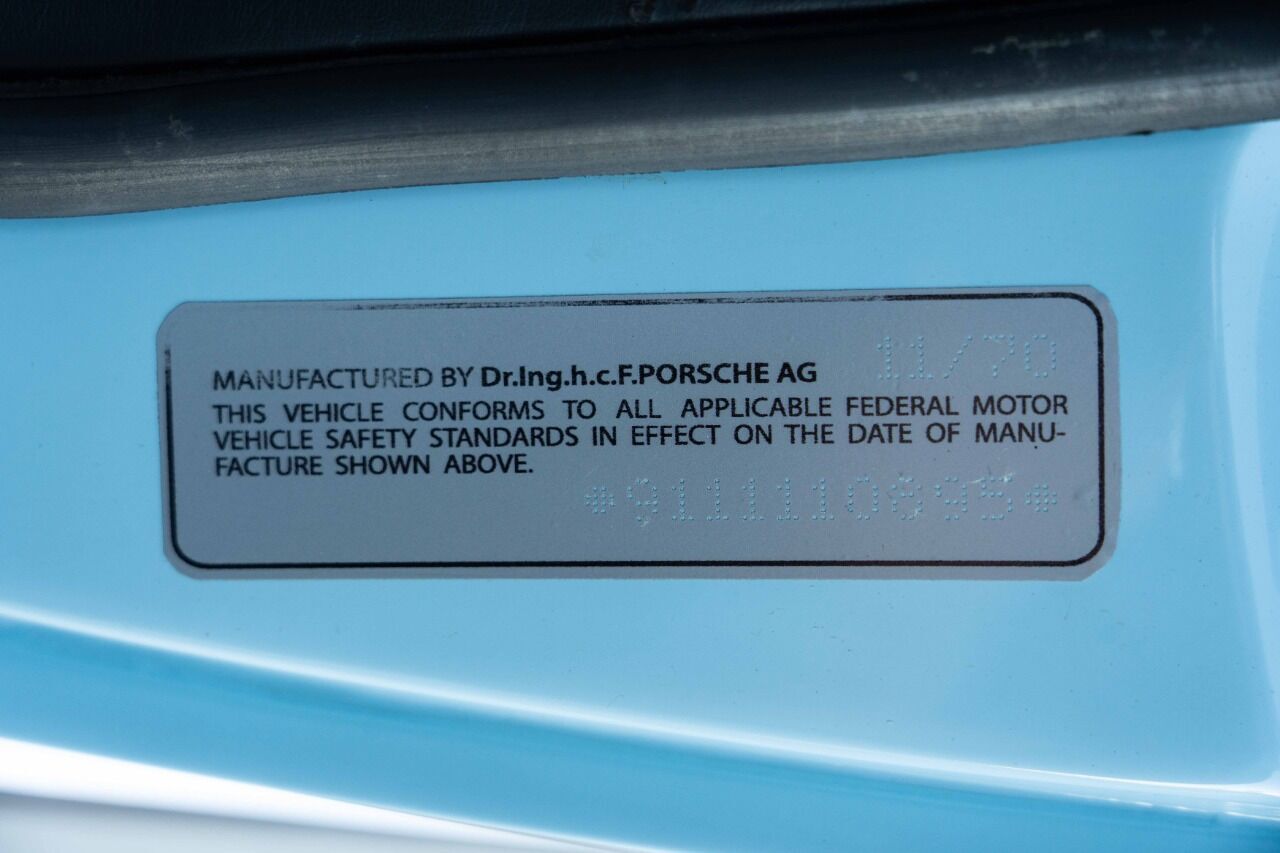 11/70
MANUFACTURED BY Dr.Ing.h.c.F.PORSCHE AG
THIS VEHICLE CONFORMS TO ALL APPLICABLE FEDERAL MOTOR
VEHICLE SAFETY STANDARDS IN EFFECT ON THE DATE OF MANU-
FACTURE SHOWN ABOVE.
*9111110895*